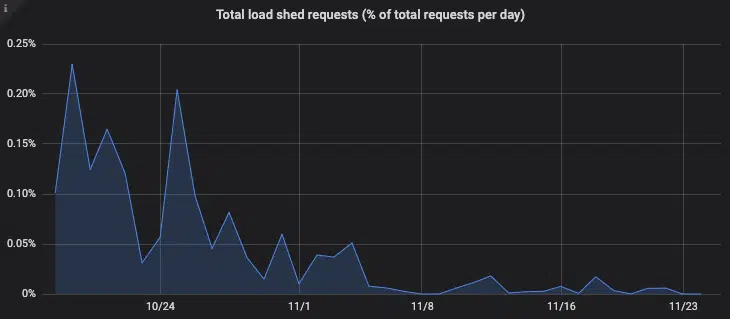 i
Total load shed requests (% of total requests per day)
0.25%
0.20%
0.15%
0.10%
0.05%
0%
10/24 11/1 11/8 11/16 11/23